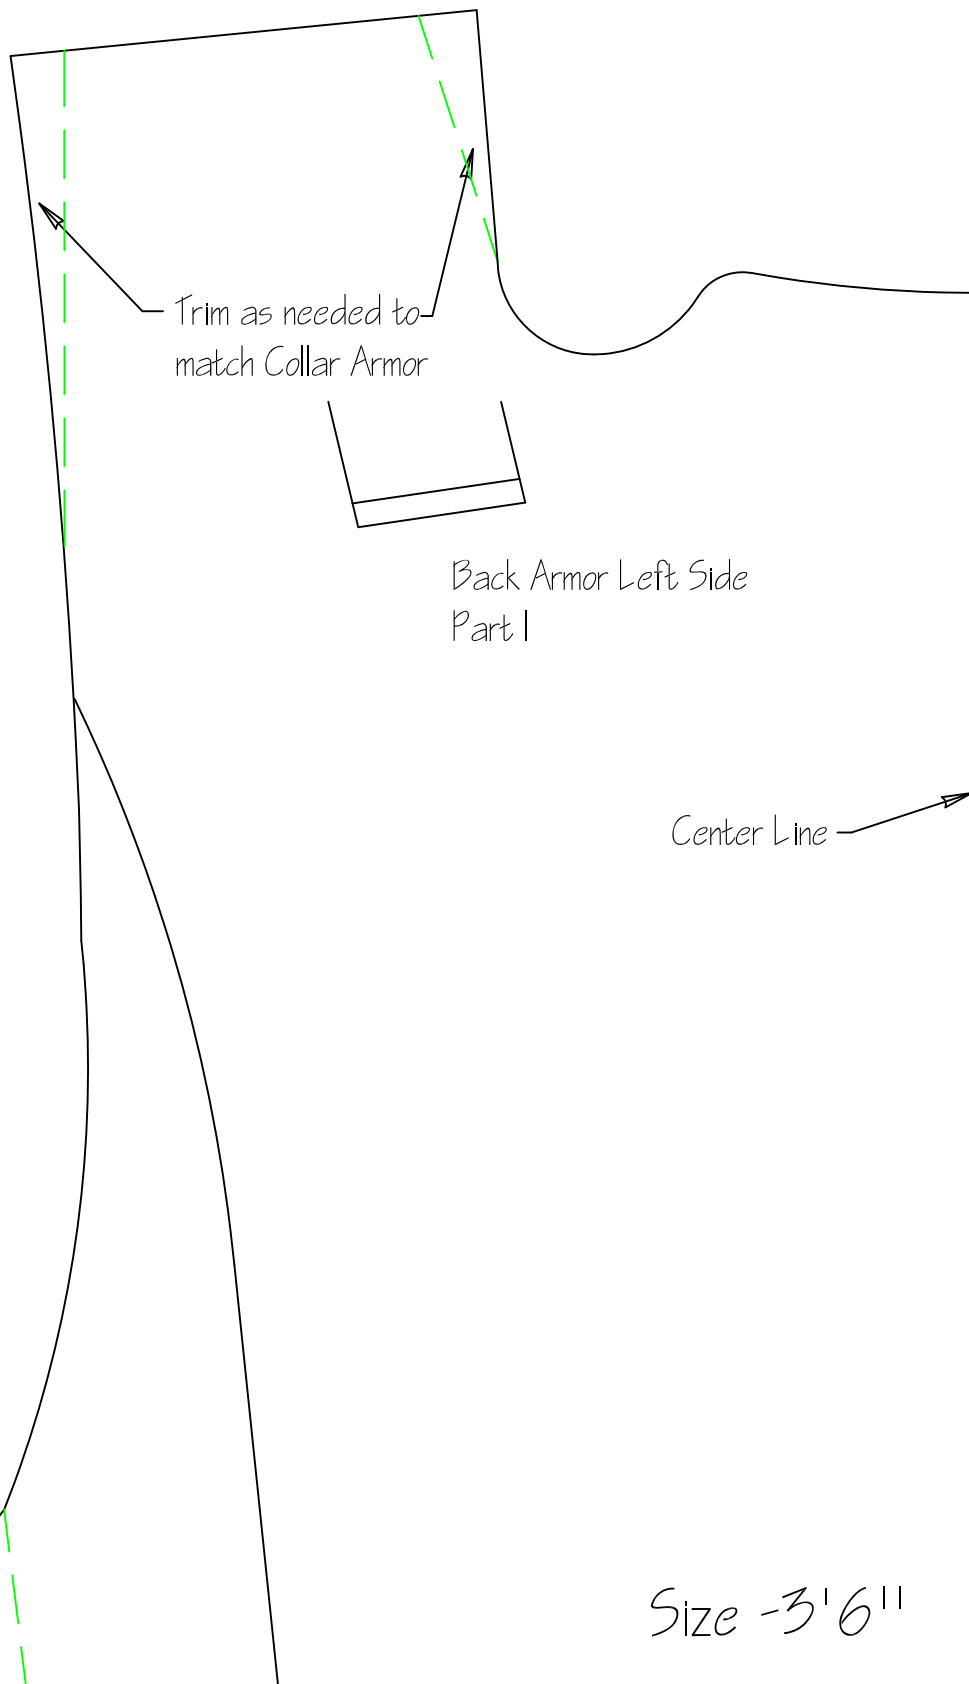 Trim as needed to
match Collar Armor
Back Armor Left Side
Part 1
Center Line
Size -3'6"